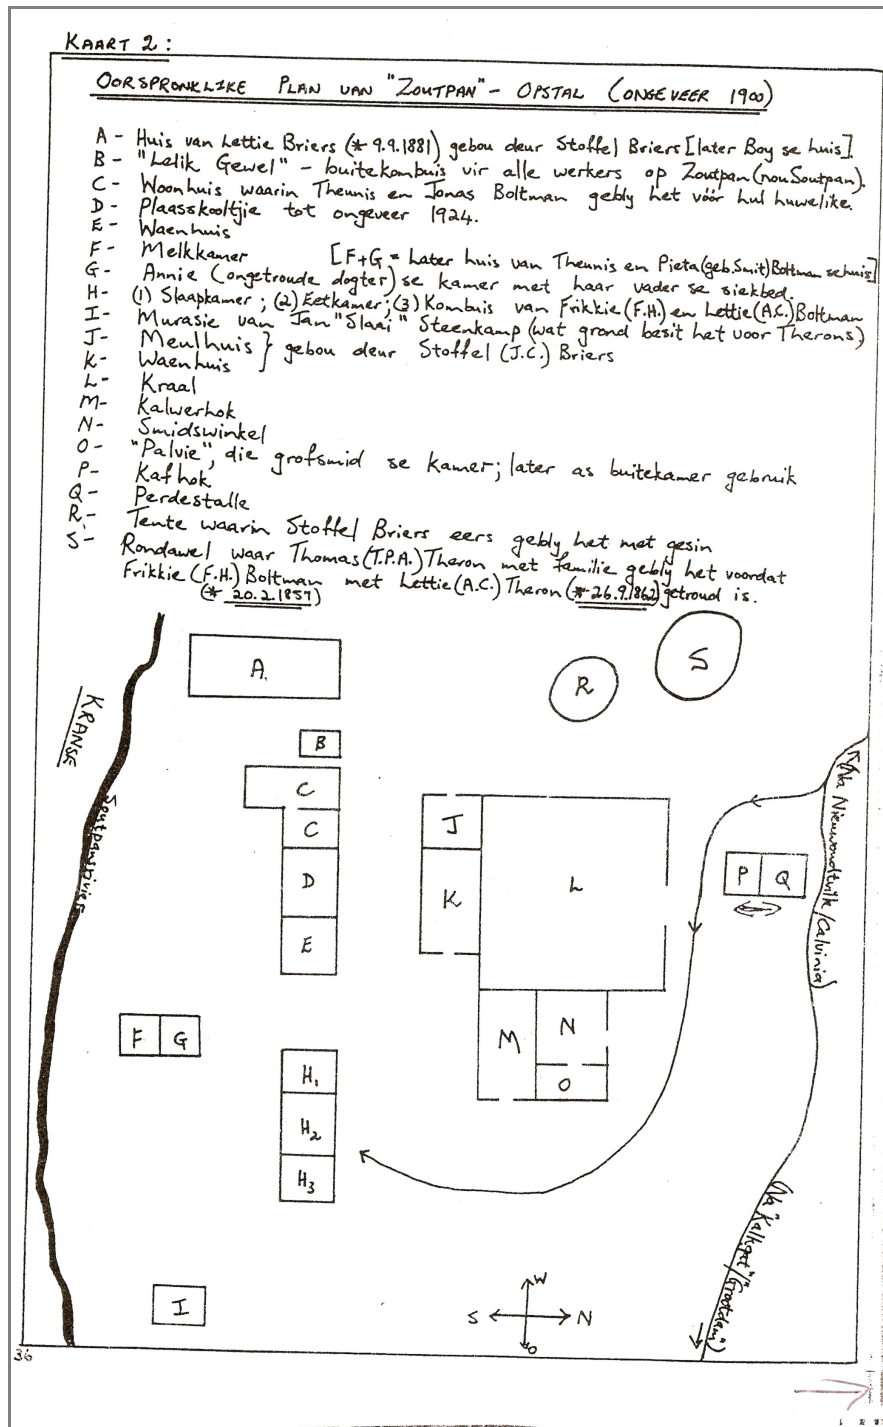 KAART 2:
OORSPRONKLIKE PLAN VAN "ZOUTPAN" - OPSTAL (ONGEVEER 1900)
A - Huis van Lettie Briers (* 9.9.1881) gebou deur Stoffel Briers [later Boy se huis].
B - "Lelik Gewel" - buitekombuis vir alle werkers op Zoutpan (nou Soutpan).
C - Woonhuis waarin Theunis en Jonas Boltman gebly het vóór hul huwelike.
D - Plaasskooltjie tot ongeveer 1924.
E - Waenhuis
F - Melkkamer [F+G = Later huis van Theunis en Pieta (geb. Smit) Boltman se huis]
G - Annie (ongetroude dogter) se kamer met haar vader se siekbed.
H - (1) Slaapkamer; (2) Eetkamer; (3) Kombuis van Frikkie (F.H.) en Lettie (A.C.) Boltman
I - Murasie van Jan "Slaai" Steenkamp (wat grond besit het voor Therons)
J - Meulhuis } gebou deur Stoffel (J.C.) Briers
K - Waenhuis
L - Kraal
M - Kalwerhok
N - Smidswinkel
O - "Palvie", die grofsmid se kamer; later as buitekamer gebruik
P - Kafhok
Q - Perdestalle
R - Tente waarin Stoffel Briers eers gebly het met gesin
S - Rondawel waar Thomas (T.P.A.) Theron met familie gebly het voordat
Frikkie (F.H.) Boltman met Lettie (A.C.) Theron (* 26.9.1862) getroud is.
(* 20.2.1857)
A.
S
R
KRANSE
B
(Na Nieuwoudtville/Calvinia)
C
Soutpansrivier
C
J
P
Q
D
K
L
E
F
G
M
N
H1
O
H2
H3
(Na "Kalkgat"/"Grootdam")
I
W
S
N
O
36